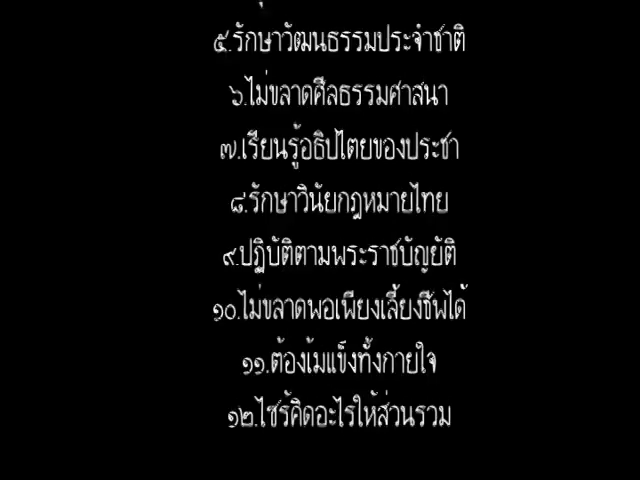 ๕.รักษาวัฒนธรรมประจำชาติ
๖.ไม่ขลาดศีลธรรมศาสนา
๗.เรียนรู้อธิปไตยของประชา
๘.รักษาวินัยกฎหมายไทย
๙.ปฏิบัติตามพระราชบัญญัติ
๑๐.ไม่ขลาดพอเพียงเลี้ยงชีพได้
๑๑.ต้องเ้มแข็งทั้งกายใจ
๑๒.ไซร้คิดอะไรให้ส่วนรวม